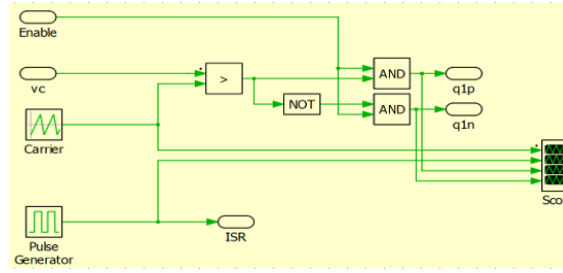 Enable
vc
>
AND
q1p
NOT
AND
q1n
Carrier
Sco
Pulse
Generator
ISR